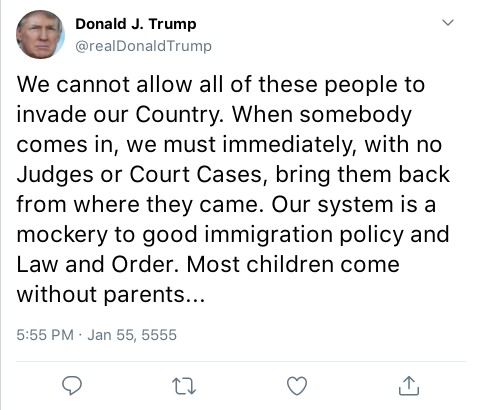 Donald J. Trump
@realDonaldTrump
We cannot allow all of these people to
invade our Country. When somebody
comes in, we must immediately, with no
Judges or Court Cases, bring them back
from where they came. Our system is a
mockery to good immigration policy and
Law and Order. Most children come
without parents...
5:55 PM · Jan 55, 5555